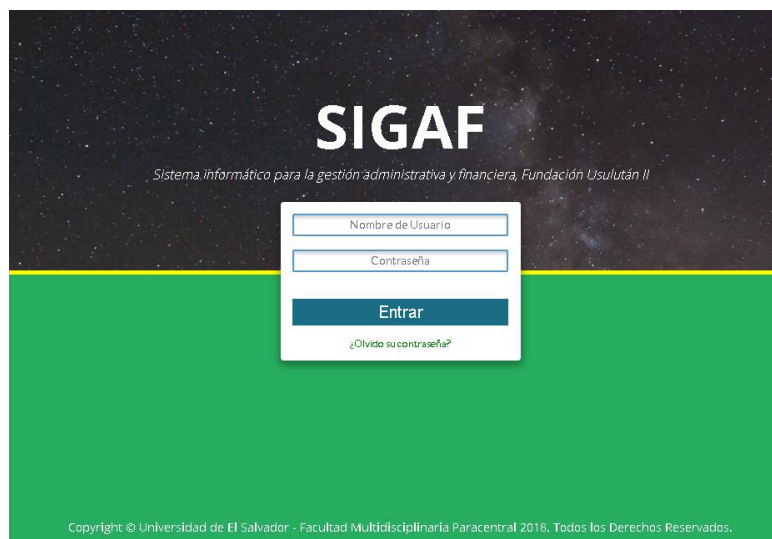 SIGAF
Sistema informático para la gestión administrativa y financiera, Fundación Usulután II
Nombre de Usuario
Contraseña
Entrar
¿Olvido su contraseña?
Copyright © Universidad de El Salvador - Facultad Multidisciplinaria Paracentral 2018. Todos los Derechos Reservados.